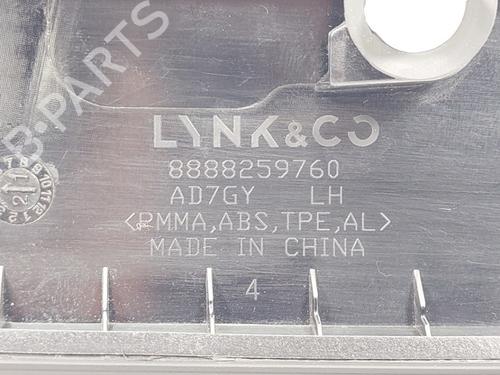 B-PARTS
LYNK&CO
8888259760
AD7GY LH
<PMMA,ABS,TPE,AL>
MADE IN CHINA
4